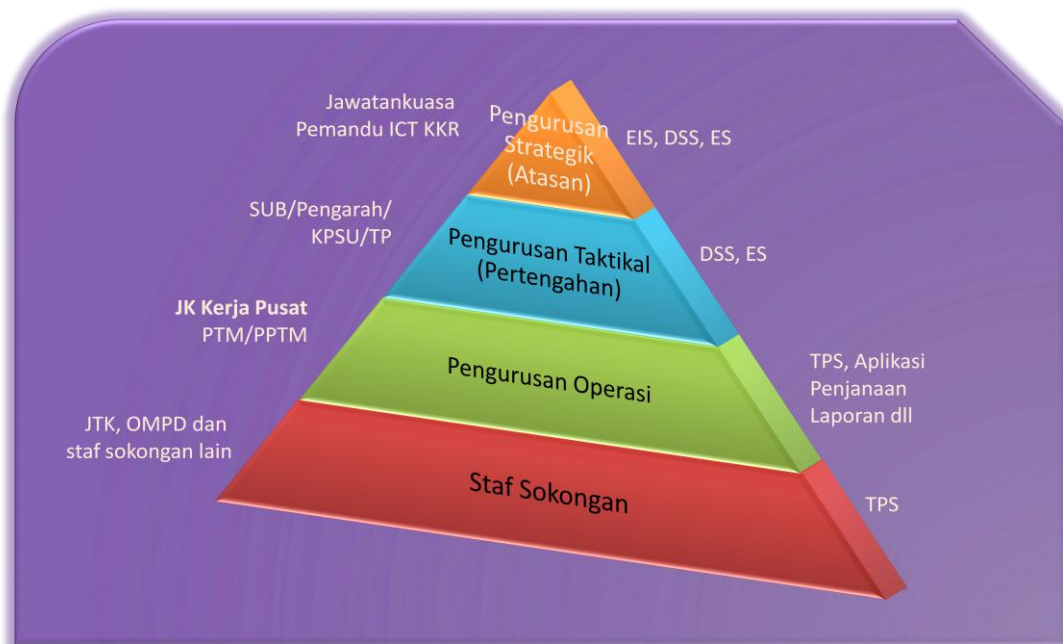 Jawatankuasa
Pemandu ICT KKR
Pengurusan
Strategik
(Atasan)
EIS, DSS, ES
SUB/Pengarah/
KPSU/TP
Pengurusan Taktikal
(Pertengahan)
DSS, ES
JK Kerja Pusat
PTM/PPTM
Pengurusan Operasi
TPS, Aplikasi
Penjanaan
Laporan dll
JTK, OMPD dan
staf sokongan lain
Staf Sokongan
TPS